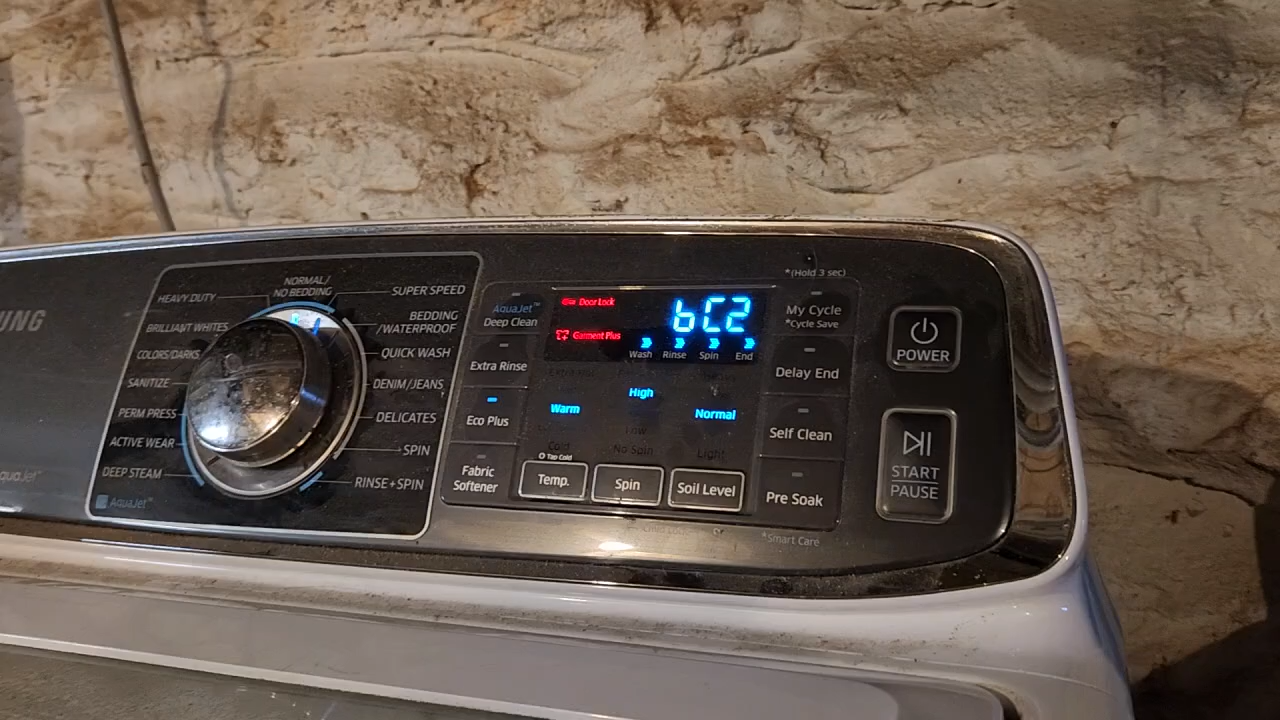 UNG
NORMAL/
NO BEDDING
HEAVY DUTY
BRILLIANT WHITES
COLORS/DARKS
SANITIZE
PERM PRESS
ACTIVE WEAR
DEEP STEAM
AquaJet™
SUPER SPEED
BEDDING
/WATERPROOF
QUICK WASH
DENIM/JEANS
DELICATES
SPIN
RINSE+SPIN
AquaJet™
Deep Clean
Extra Rinse
Eco Plus
Fabric
Softener
Door Lock
Garment Plus
bC2
Wash Rinse Spin End
High
Warm
Normal
Low
Cold
No Spin
Light
Tap Cold
Temp.
Spin
Soil Level
*(Hold 3 sec)
My Cycle
*Cycle Save
Delay End
Self Clean
Pre Soak
*Smart Care
POWER
START
PAUSE